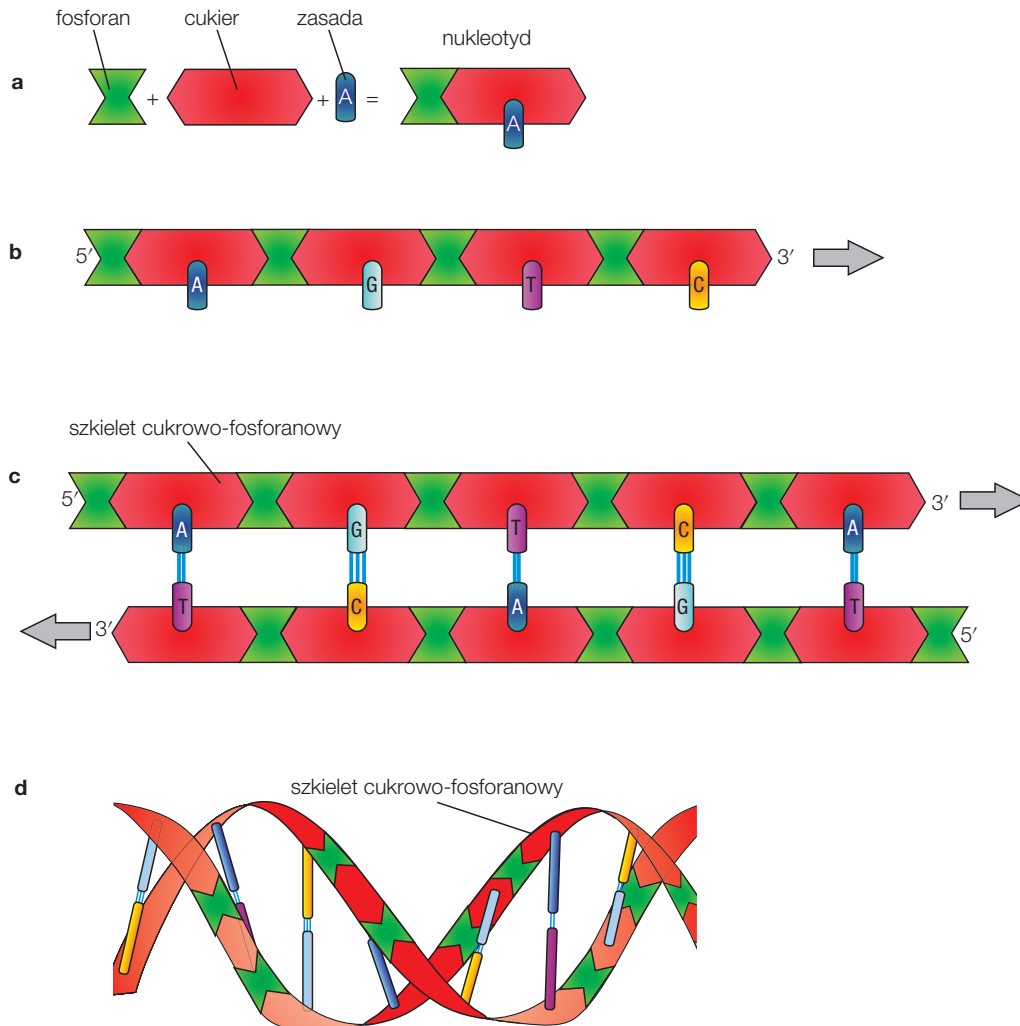 fosforan cukier zasada nukleotyd
a + + A = A
b 5′ A G T C 3′
szkielet cukrowo-fosforanowy
c 5′ A G T C A 3′
3′ T C A G T 5′
d szkielet cukrowo-fosforanowy